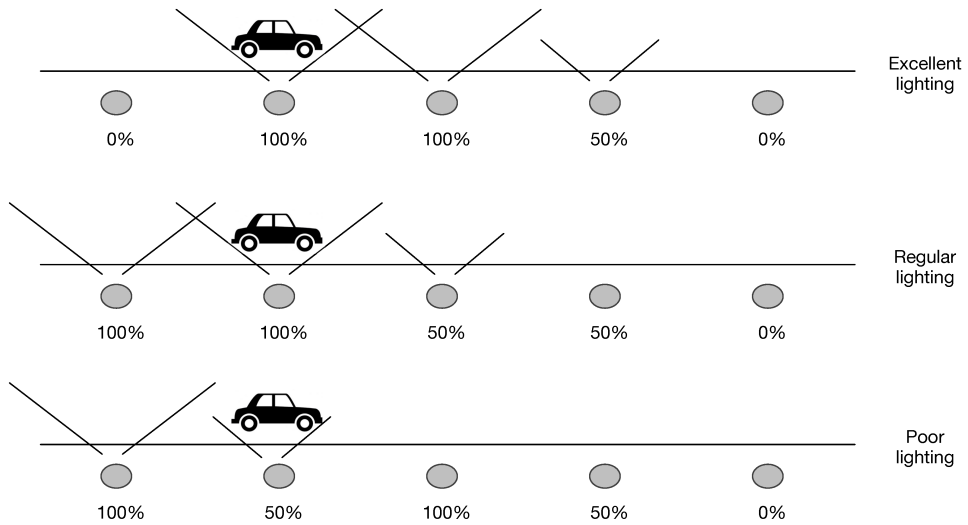 Excellent
lighting
0% 100% 100% 50% 0%
Regular
lighting
100% 100% 50% 50% 0%
Poor
lighting
100% 50% 100% 50% 0%